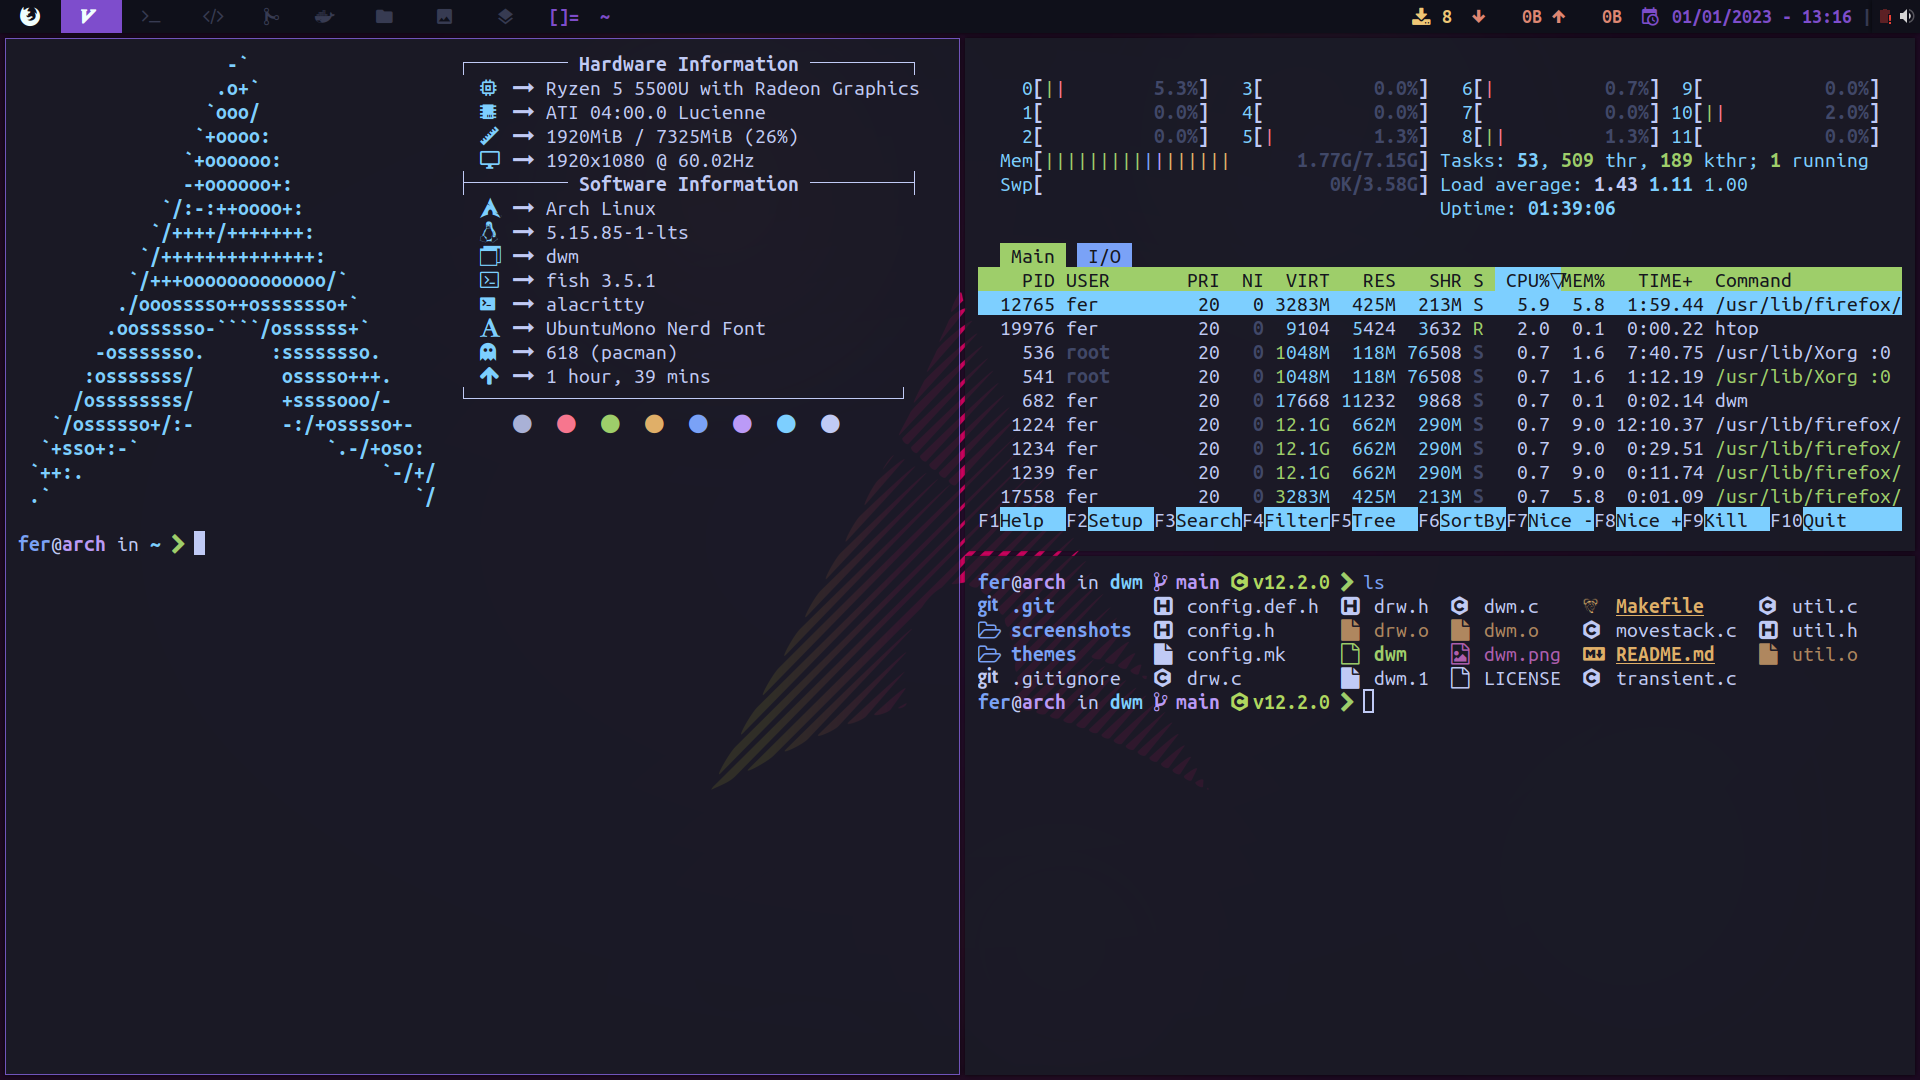 []= ~ 8 0B 0B 01/01/2023 - 13:16 |
-`
.o+`
`ooo/
`+oooo:
`+oooooo:
-+oooooo+:
`/:-:++oooo+:
`/++++/+++++++:
`/++++++++++++++:
`/+++ooooooooooooo/`
./ooosssso++osssssso+`
.oossssso-````/ossssss+`
-osssssso. :ssssssso.
:osssssss/ osssso+++.
/ossssssss/ +ssssooo/-
`/ossssso+/:- -:/+osssso+-
`+sso+:-` `.-/+oso:
`++:. `-/+/
.` `/
Hardware Information
Ryzen 5 5500U with Radeon Graphics
ATI 04:00.0 Lucienne
1920MiB / 7325MiB (26%)
1920x1080 @ 60.02Hz
Software Information
Arch Linux
5.15.85-1-lts
dwm
fish 3.5.1
alacritty
UbuntuMono Nerd Font
618 (pacman)
1 hour, 39 mins
fer@arch in ~ ❯
0[|| 5.3%] 3[ 0.0%] 6[| 0.7%] 9[ 0.0%]
1[ 0.0%] 4[ 0.0%] 7[ 0.0%] 10[|| 2.0%]
2[ 0.0%] 5[| 1.3%] 8[|| 1.3%] 11[ 0.0%]
Mem[||||||||||||||||| 1.77G/7.15G] Tasks: 53, 509 thr, 189 kthr; 1 running
Swp[ 0K/3.58G] Load average: 1.43 1.11 1.00
Uptime: 01:39:06
Main I/O
PID USER PRI NI VIRT RES SHR S CPU%▽MEM% TIME+ Command
12765 fer 20 0 3283M 425M 213M S 5.9 5.8 1:59.44 /usr/lib/firefox/
19976 fer 20 0 9104 5424 3632 R 2.0 0.1 0:00.22 htop
536 root 20 0 1048M 118M 76508 S 0.7 1.6 7:40.75 /usr/lib/Xorg :0
541 root 20 0 1048M 118M 76508 S 0.7 1.6 1:12.19 /usr/lib/Xorg :0
682 fer 20 0 17668 11232 9868 S 0.7 0.1 0:02.14 dwm
1224 fer 20 0 12.1G 662M 290M S 0.7 9.0 12:10.37 /usr/lib/firefox/
1234 fer 20 0 12.1G 662M 290M S 0.7 9.0 0:29.51 /usr/lib/firefox/
1239 fer 20 0 12.1G 662M 290M S 0.7 9.0 0:11.74 /usr/lib/firefox/
17558 fer 20 0 3283M 425M 213M S 0.7 5.8 0:01.09 /usr/lib/firefox/
F1Help F2Setup F3SearchF4FilterF5Tree F6SortByF7Nice -F8Nice +F9Kill F10Quit
fer@arch in dwm main v12.2.0 ❯ ls
git .git H config.def.h H drw.h C dwm.c Makefile C util.c
screenshots H config.h drw.o dwm.o C movestack.c H util.h
themes config.mk dwm dwm.png README.md util.o
git .gitignore C drw.c dwm.1 LICENSE C transient.c
fer@arch in dwm main v12.2.0 ❯